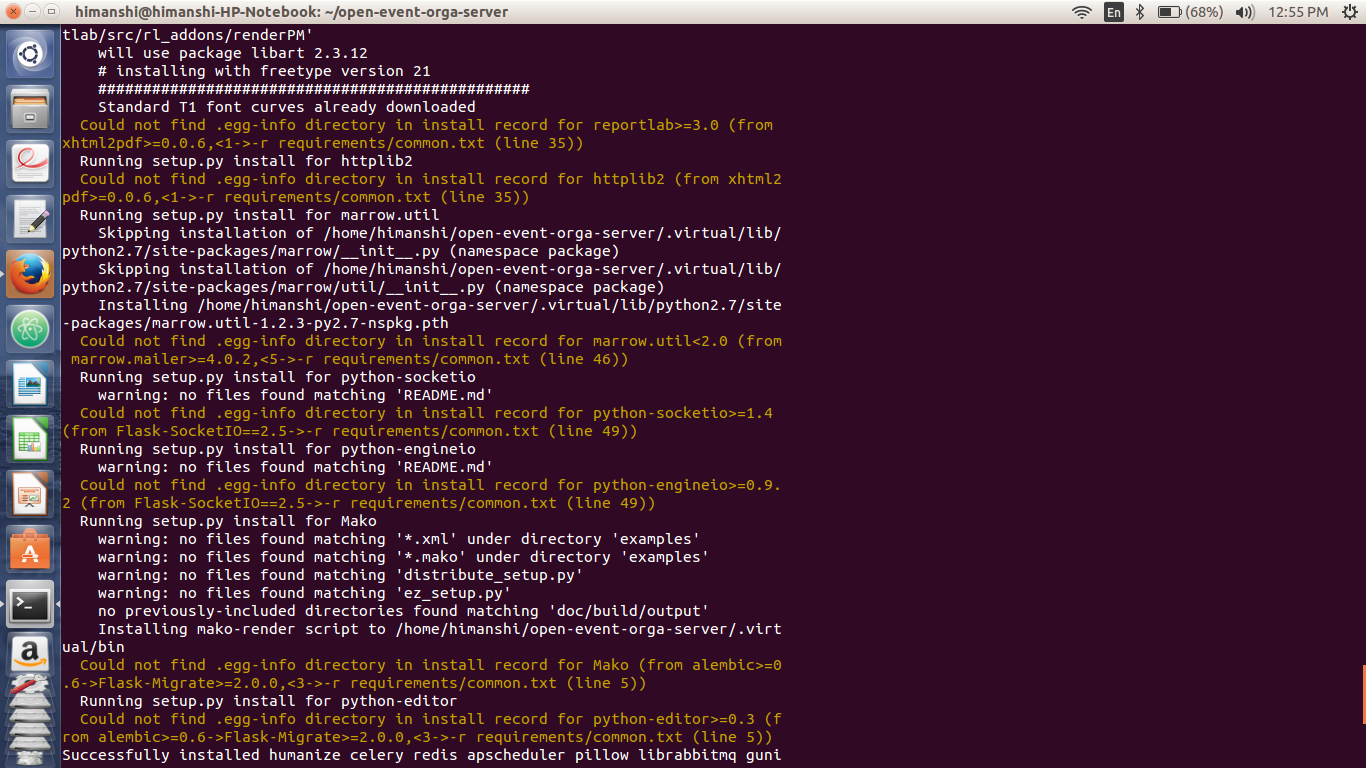 himanshi@himanshi-HP-Notebook: ~/open-event-orga-server
En
(68%)
12:55 PM
tlab/src/rl_addons/renderPM'
will use package libart 2.3.12
# installing with freetype version 21
################################################
Standard T1 font curves already downloaded
Could not find .egg-info directory in install record for reportlab>=3.0 (from
xhtml2pdf>=0.0.6,<1->-r requirements/common.txt (line 35))
Running setup.py install for httplib2
Could not find .egg-info directory in install record for httplib2 (from xhtml2
pdf>=0.0.6,<1->-r requirements/common.txt (line 35))
Running setup.py install for marrow.util
Skipping installation of /home/himanshi/open-event-orga-server/.virtual/lib/
python2.7/site-packages/marrow/__init__.py (namespace package)
Skipping installation of /home/himanshi/open-event-orga-server/.virtual/lib/
python2.7/site-packages/marrow/util/__init__.py (namespace package)
Installing /home/himanshi/open-event-orga-server/.virtual/lib/python2.7/site
-packages/marrow.util-1.2.3-py2.7-nspkg.pth
Could not find .egg-info directory in install record for marrow.util<2.0 (from
marrow.mailer>=4.0.2,<5->-r requirements/common.txt (line 46))
Running setup.py install for python-socketio
warning: no files found matching 'README.md'
Could not find .egg-info directory in install record for python-socketio>=1.4
(from Flask-SocketIO==2.5->-r requirements/common.txt (line 49))
Running setup.py install for python-engineio
warning: no files found matching 'README.md'
Could not find .egg-info directory in install record for python-engineio>=0.9.
2 (from Flask-SocketIO==2.5->-r requirements/common.txt (line 49))
Running setup.py install for Mako
warning: no files found matching '*.xml' under directory 'examples'
warning: no files found matching '*.mako' under directory 'examples'
warning: no files found matching 'distribute_setup.py'
warning: no files found matching 'ez_setup.py'
no previously-included directories found matching 'doc/build/output'
Installing mako-render script to /home/himanshi/open-event-orga-server/.virt
ual/bin
Could not find .egg-info directory in install record for Mako (from alembic>=0
.6->Flask-Migrate>=2.0.0,<3->-r requirements/common.txt (line 5))
Running setup.py install for python-editor
Could not find .egg-info directory in install record for python-editor>=0.3 (f
rom alembic>=0.6->Flask-Migrate>=2.0.0,<3->-r requirements/common.txt (line 5))
Successfully installed humanize celery redis apscheduler pillow librabbitmq guni